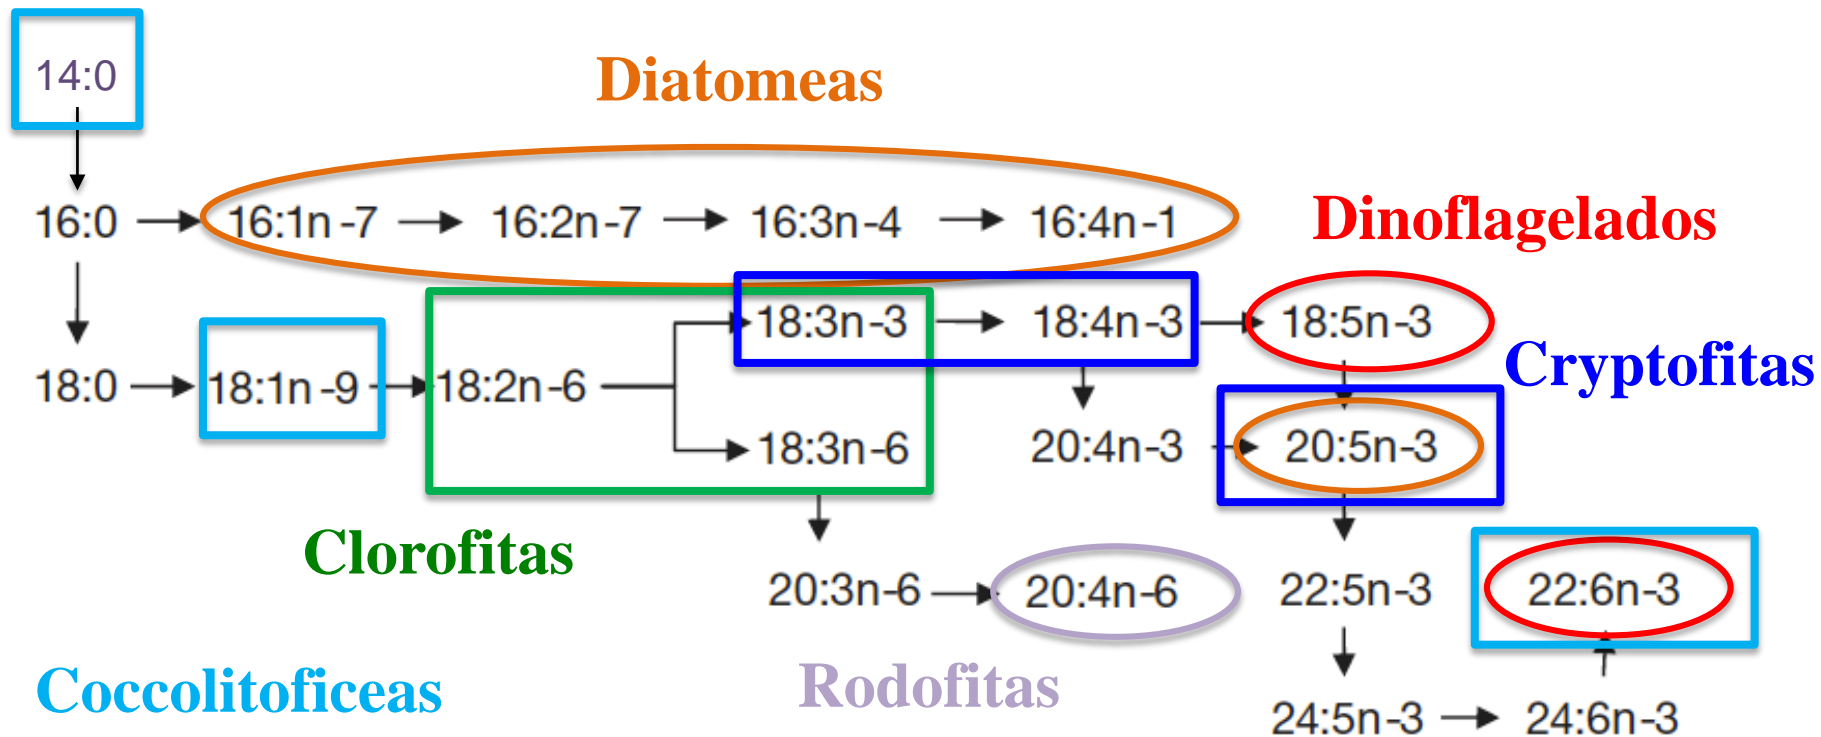 14:0
Diatomeas
16:0 16:1n-7 16:2n-7 16:3n-4 16:4n-1
Dinoflagelados
18:3n-3 18:4n-3 18:5n-3
Cryptofitas
18:0 18:1n-9 18:2n-6
18:3n-6 20:4n-3 20:5n-3
Clorofitas
20:3n-6 20:4n-6 22:5n-3 22:6n-3
Coccolitoficeas
Rodofitas
24:5n-3 24:6n-3